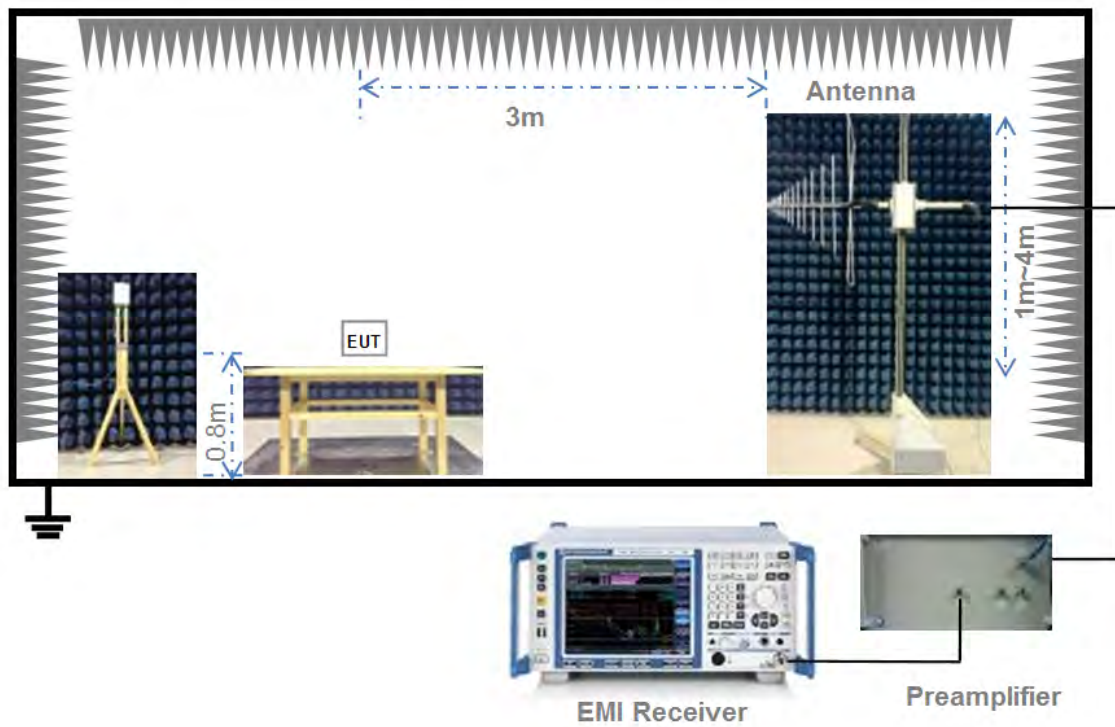 3m
Antenna
1m~4m
EUT
0.8m
EMI Receiver
Preamplifier